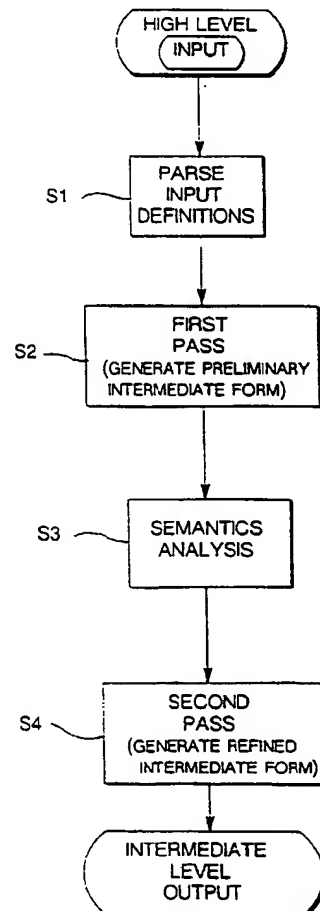 HIGH LEVEL
INPUT
S1
PARSE
INPUT
DEFINITIONS
S2
FIRST
PASS
(GENERATE PRELIMINARY
INTERMEDIATE FORM)
S3
SEMANTICS
ANALYSIS
S4
SECOND
PASS
(GENERATE REFINED
INTERMEDIATE FORM)
INTERMEDIATE
LEVEL
OUTPUT